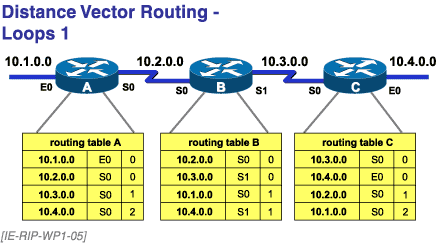 Distance Vector Routing -
Loops 1
10.1.0.0 10.2.0.0 10.3.0.0 10.4.0.0
E0 A S0 S0 B S1 S0 C E0
routing table A
10.1.0.0 E0 0
10.2.0.0 S0 0
10.3.0.0 S0 1
10.4.0.0 S0 2
routing table B
10.2.0.0 S0 0
10.3.0.0 S1 0
10.1.0.0 S0 1
10.4.0.0 S1 1
routing table C
10.3.0.0 S0 0
10.4.0.0 E0 0
10.2.0.0 S0 1
10.1.0.0 S0 2
[IE-RIP-WP1-05]